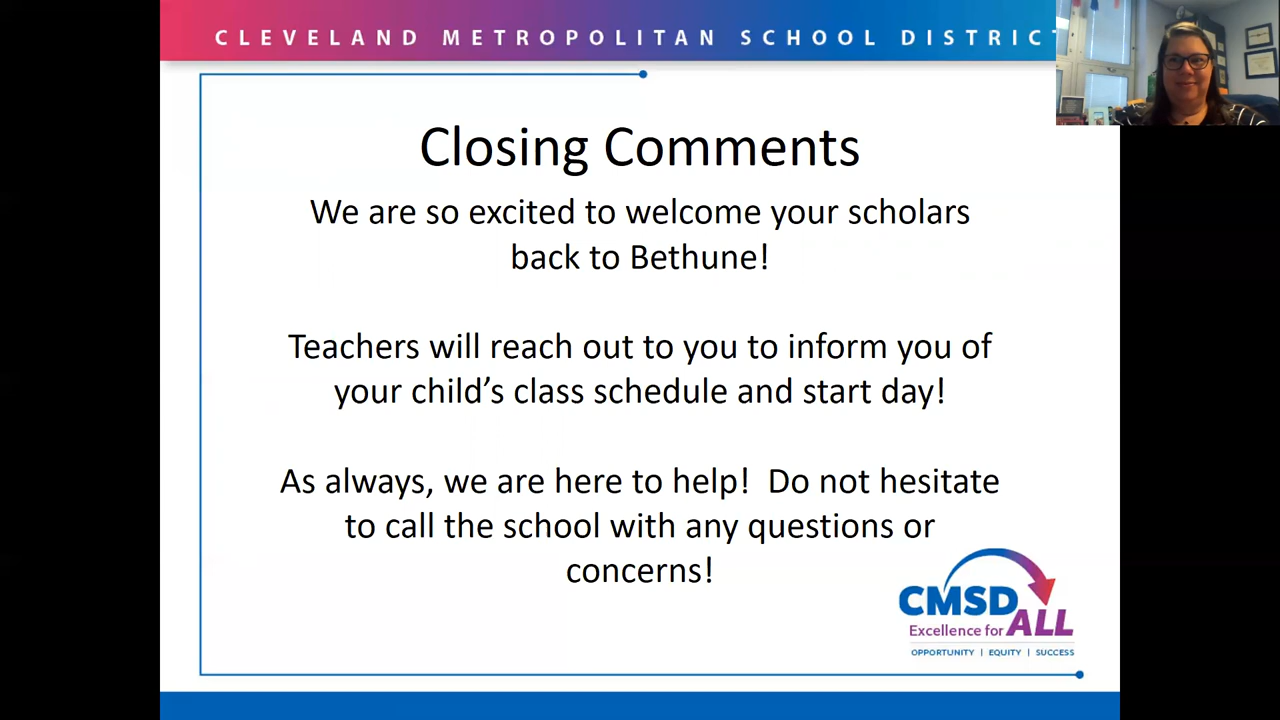 CLEVELAND METROPOLITAN SCHOOL DISTRICT
Closing Comments
We are so excited to welcome your scholars
back to Bethune!
Teachers will reach out to you to inform you of
your child's class schedule and start day!
As always, we are here to help!  Do not hesitate
to call the school with any questions or
concerns!
CMSD
Excellence for ALL
OPPORTUNITY | EQUITY | SUCCESS